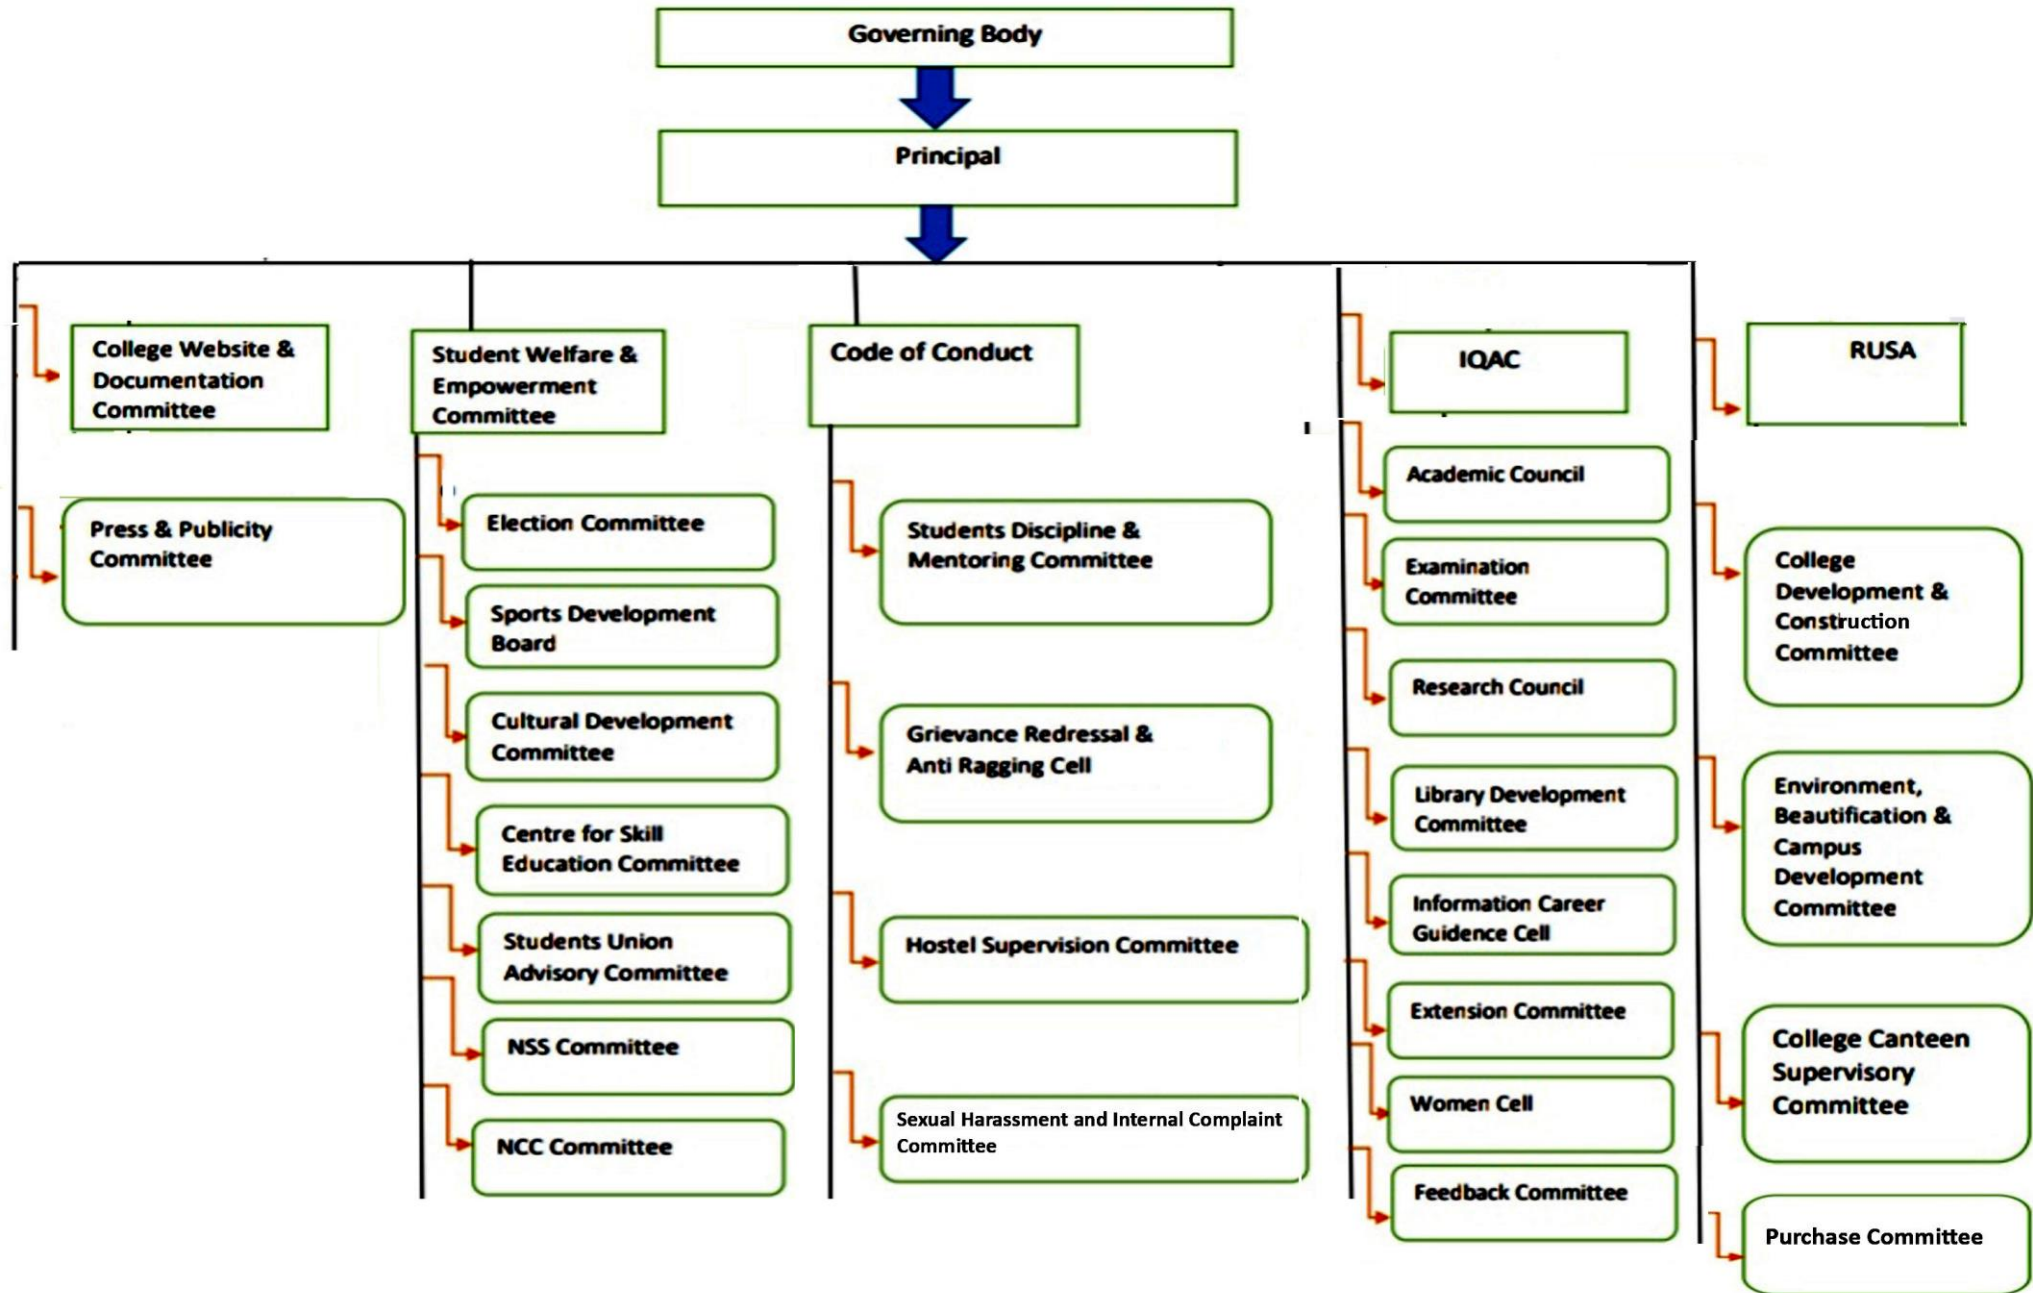 Governing Body
Principal
College Website &
Documentation
Committee
Press & Publicity
Committee
Student Welfare &
Empowerment
Committee
Election Committee
Sports Development
Board
Cultural Development
Committee
Centre for Skill
Education Committee
Students Union
Advisory Committee
NSS Committee
NCC Committee
Code of Conduct
Students Discipline &
Mentoring Committee
Grievance Redressal &
Anti Ragging Cell
Hostel Supervision Committee
Sexual Harassment and Internal Complaint
Committee
IQAC
Academic Council
Examination
Committee
Research Council
Library Development
Committee
Information Career
Guidence Cell
Extension Committee
Women Cell
Feedback Committee
RUSA
College
Development &
Construction
Committee
Environment,
Beautification &
Campus
Development
Committee
College Canteen
Supervisory
Committee
Purchase Committee